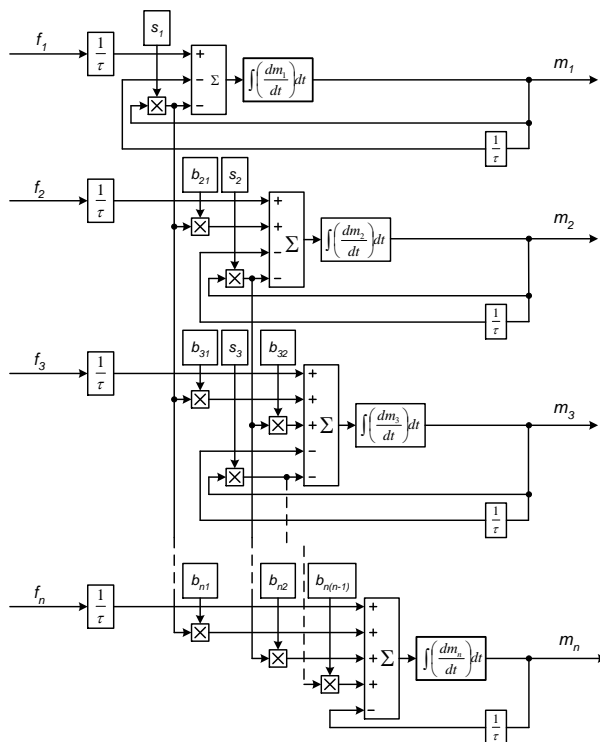 s₁
f₁ 1/τ + − − Σ ∫(dm₁/dt)dt m₁
1/τ
b₂₁ s₂
f₂ 1/τ + + − − Σ ∫(dm₂/dt)dt m₂
1/τ
b₃₁ s₃ b₃₂
f₃ 1/τ + + + − − Σ ∫(dm₃/dt)dt m₃
1/τ
bₙ₁ bₙ₂ bₙ₍ₙ₋₁₎
fₙ 1/τ + + + + − Σ ∫(dmₙ/dt)dt mₙ
1/τ